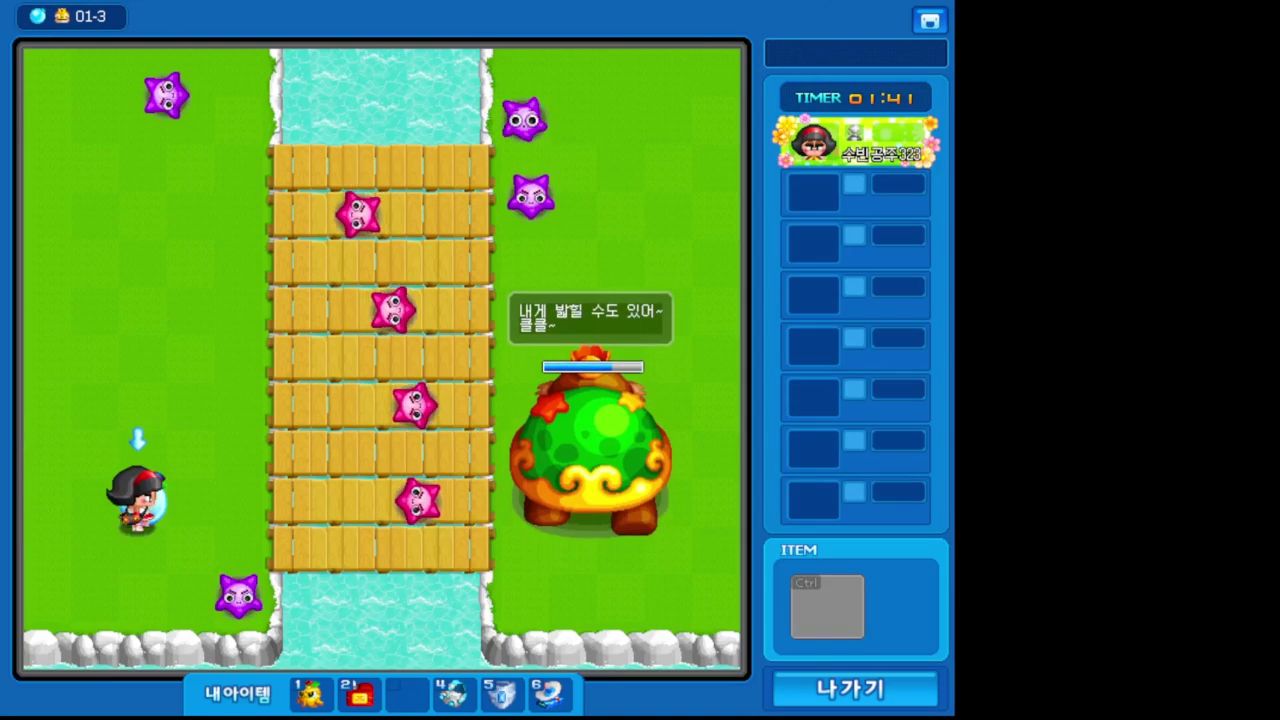 01-3
TIMER 01:41
수빈공주323
내게 밟힐 수도 있어~
클클~
ITEM
Ctrl
내아이템
1
2
4
5
6
나가기